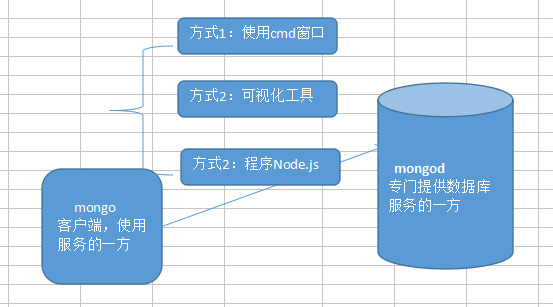 方式1：使用cmd窗口
方式2：可视化工具
方式2：程序Node.js
mongo
客户端，使用
服务的一方
mongod
专门提供数据库
服务的一方